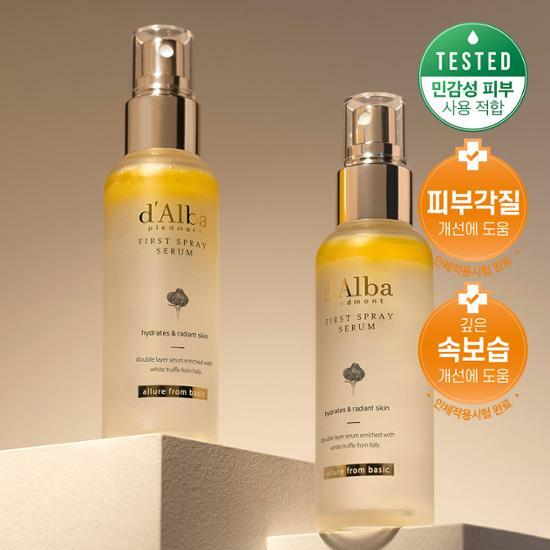 d'Alba
piedmont
FIRST SPRAY
SERUM
hydrates & radiant skin
double layer serum enriched with
white truffle from Italy.
allure from basic
d'Alba
piedmont
FIRST SPRAY
SERUM
hydrates & radiant skin
double layer serum enriched with
white truffle from Italy.
allure from basic
TESTED
민감성 피부
사용 적합
피부각질
개선에 도움
인체적용시험 완료
깊은
속보습
개선에 도움
인체적용시험 완료